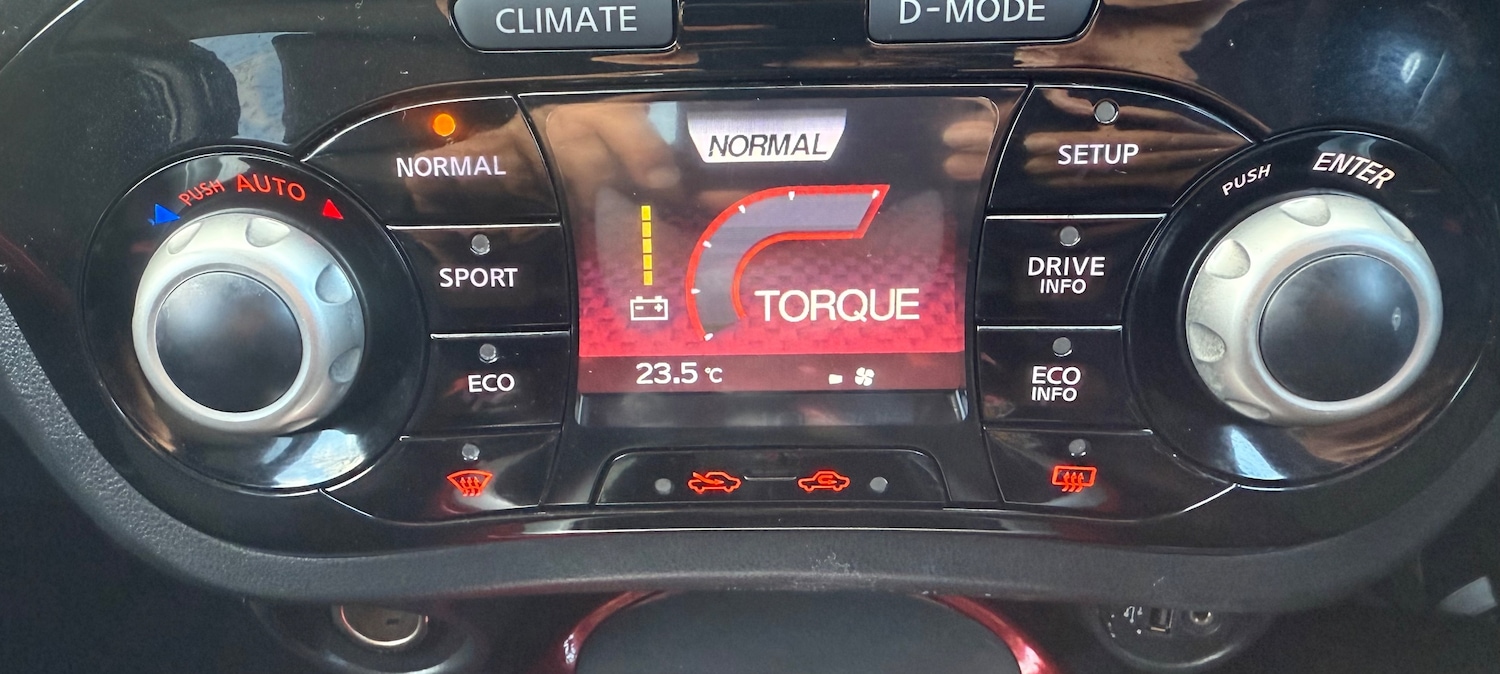 CLIMATE
D-MODE
PUSH AUTO
NORMAL
NORMAL
SETUP
PUSH
ENTER
SPORT
DRIVE
INFO
TORQUE
ECO
ECO
INFO
23.5 °C